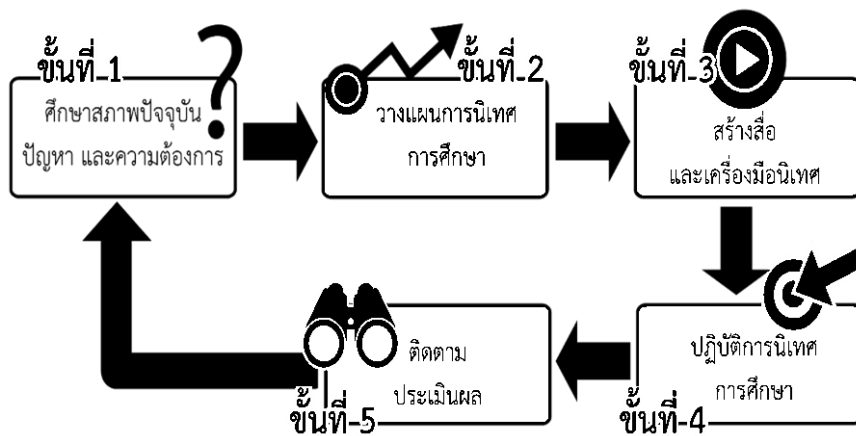 ขั้นที่ 1
ศึกษาสภาพปัจจุบัน
ปัญหา และความต้องการ
ขั้นที่ 2
วางแผนการนิเทศ
การศึกษา
ขั้นที่ 3
สร้างสื่อ
และเครื่องมือนิเทศ
ปฏิบัติการนิเทศ
การศึกษา
ขั้นที่ 4
ติดตาม
ประเมินผล
ขั้นที่ 5